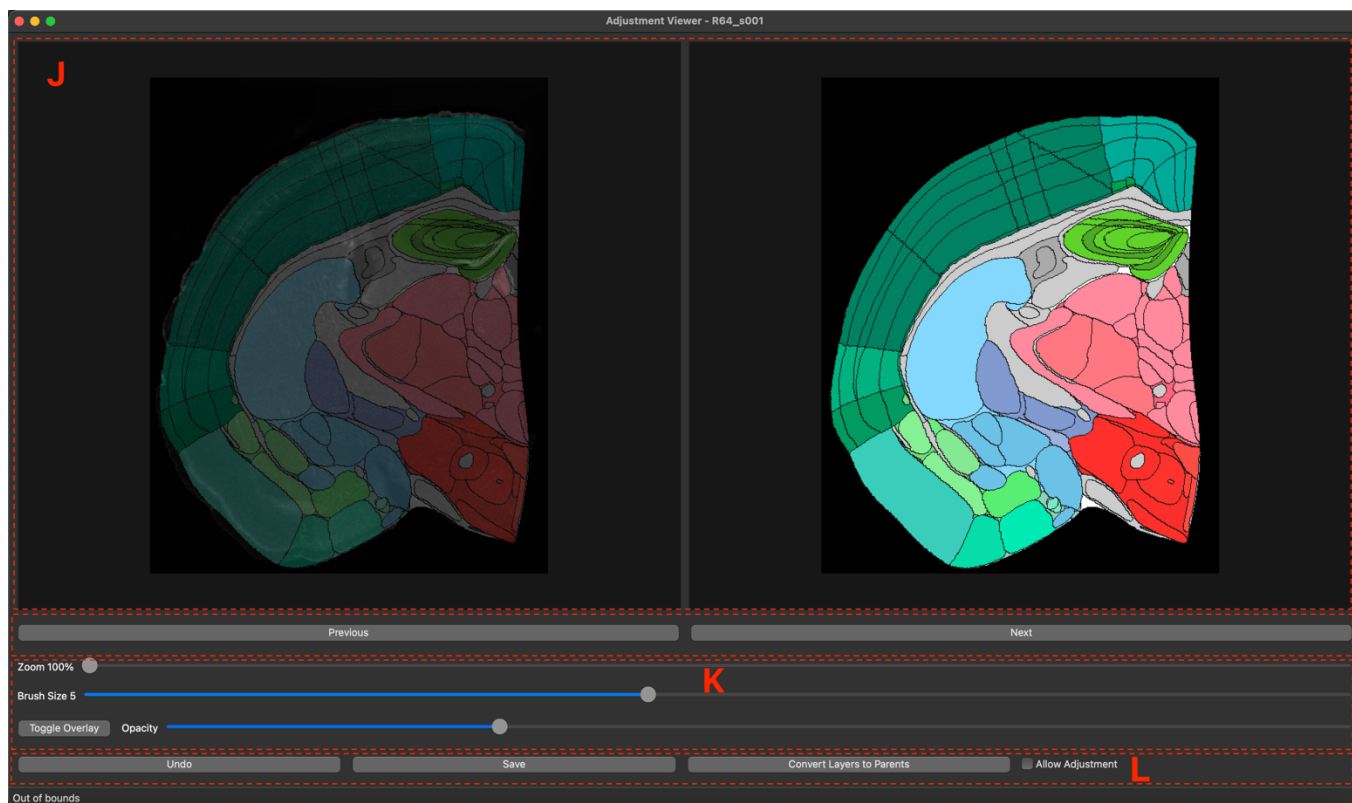 Adjustment Viewer - R64_s001
J
Previous Next
Zoom 100%
K
Brush Size 5
Toggle Overlay Opacity
Undo Save Convert Layers to Parents Allow Adjustment
L
Out of bounds